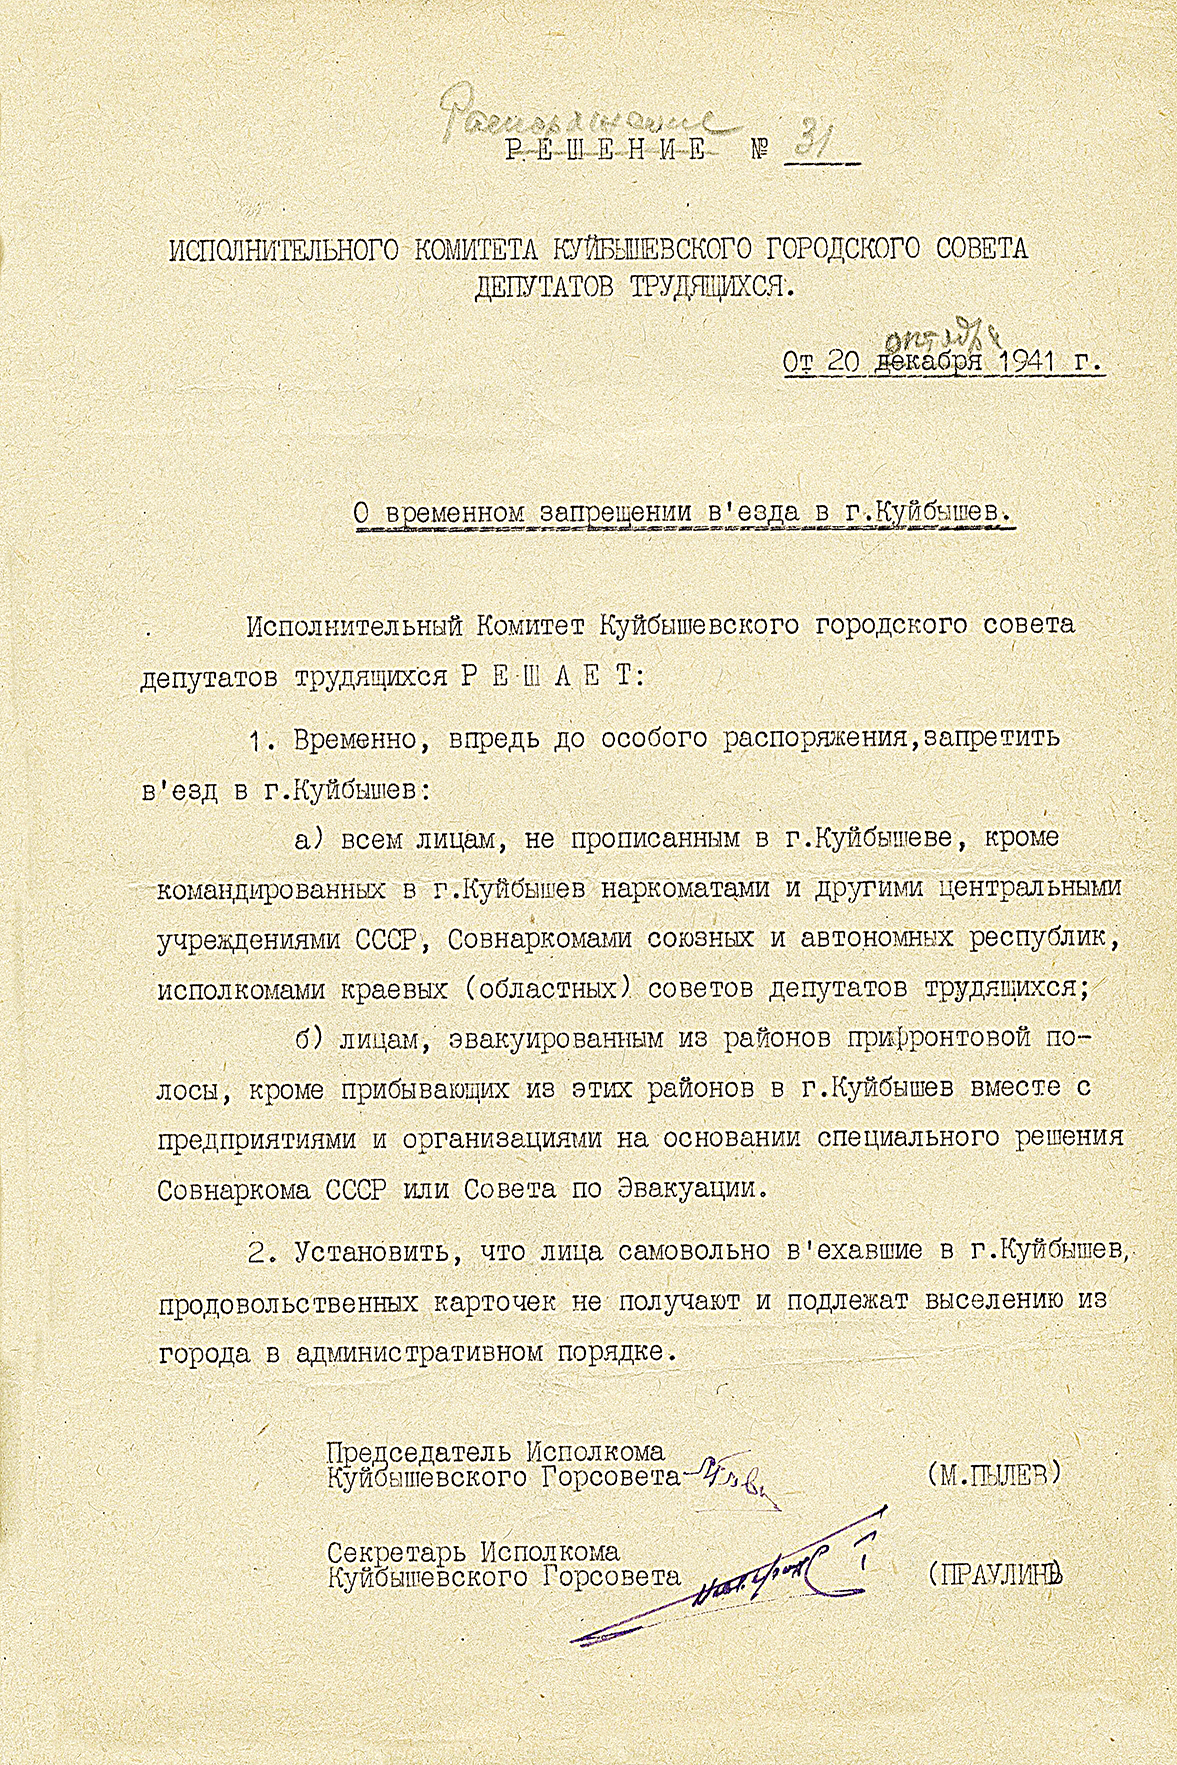 Распоряжение
Р Е Ш Е Н И Е № 31
ИСПОЛНИТЕЛЬНОГО КОМИТЕТА КУЙБЫШЕВСКОГО ГОРОДСКОГО СОВЕТА
ДЕПУТАТОВ ТРУДЯЩИХСЯ.
октября
От 20 декабря 1941 г.
О временном запрещении в'езда в г.Куйбышев.
Исполнительный Комитет Куйбышевского городского совета
депутатов трудящихся Р Е Ш А Е Т:
1. Временно, впредь до особого распоряжения,запретить
в'езд в г.Куйбышев:
а) всем лицам, не прописанным в г.Куйбышеве, кроме
командированных в г.Куйбышев наркоматами и другими центральными
учреждениями СССР, Совнаркомами союзных и автономных республик,
исполкомами краевых (областных) советов депутатов трудящихся;
б) лицам, эвакуированным из районов прифронтовой по-
лосы, кроме прибывающих из этих районов в г.Куйбышев вместе с
предприятиями и организациями на основании специального решения
Совнаркома СССР или Совета по Эвакуации.
2. Установить, что лица самовольно в'ехавшие в г.Куйбышев,
продовольственных карточек не получают и подлежат выселению из
города в административном порядке.
Председатель Исполкома
Куйбышевского Горсовета (М.ПЫЛЕВ)
Секретарь Исполкома
Куйбышевского Горсовета (ПРАУЛИН)